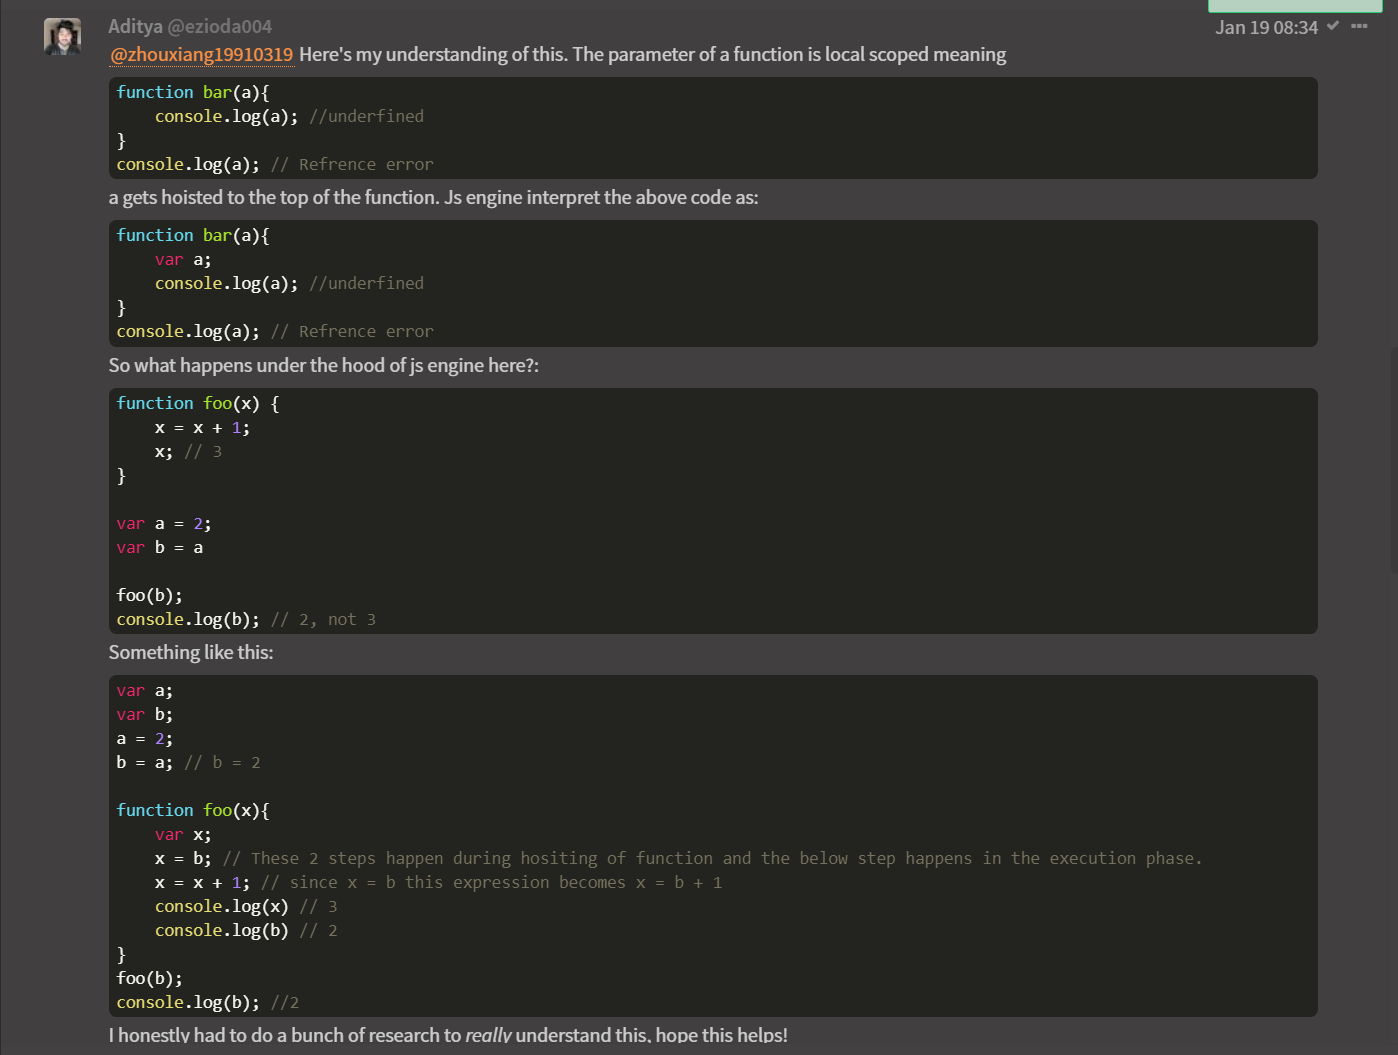 Aditya @ezioda004
Jan 19 08:34
@zhouxiang19910319 Here's my understanding of this. The parameter of a function is local scoped meaning
function bar(a){
    console.log(a); //underfined
}
console.log(a); // Refrence error
a gets hoisted to the top of the function. Js engine interpret the above code as:
function bar(a){
    var a;
    console.log(a); //underfined
}
console.log(a); // Refrence error
So what happens under the hood of js engine here?:
function foo(x) {
    x = x + 1;
    x; // 3
}
var a = 2;
var b = a
foo(b);
console.log(b); // 2, not 3
Something like this:
var a;
var b;
a = 2;
b = a; // b = 2
function foo(x){
    var x;
    x = b; // These 2 steps happen during hositing of function and the below step happens in the execution phase.
    x = x + 1; // since x = b this expression becomes x = b + 1
    console.log(x) // 3
    console.log(b) // 2
}
foo(b);
console.log(b); //2
I honestly had to do a bunch of research to really understand this, hope this helps!